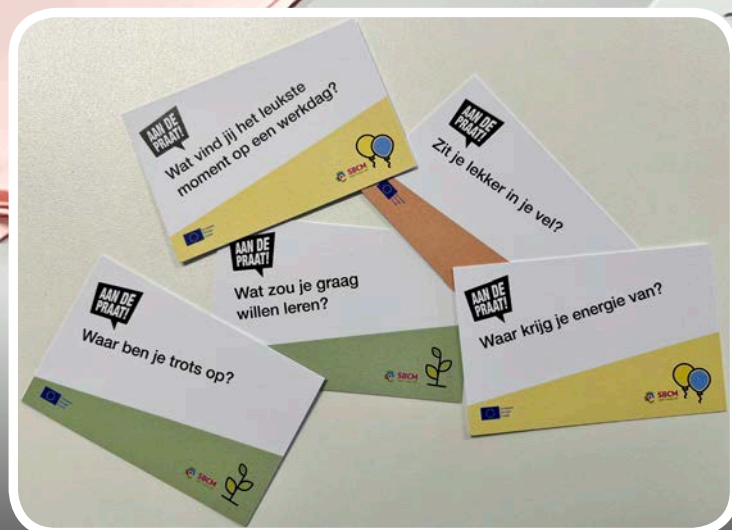 AAN DE
PRAAT!
Wat vind jij het leukste
moment op een werkdag?
SBCM
AAN DE
PRAAT!
Zit je lekker in je vel?
AAN DE
PRAAT!
Wat zou je graag
willen leren?
SBCM
AAN DE
PRAAT!
Waar krijg je energie van?
SBCM
AAN DE
PRAAT!
Waar ben je trots op?
SBCM